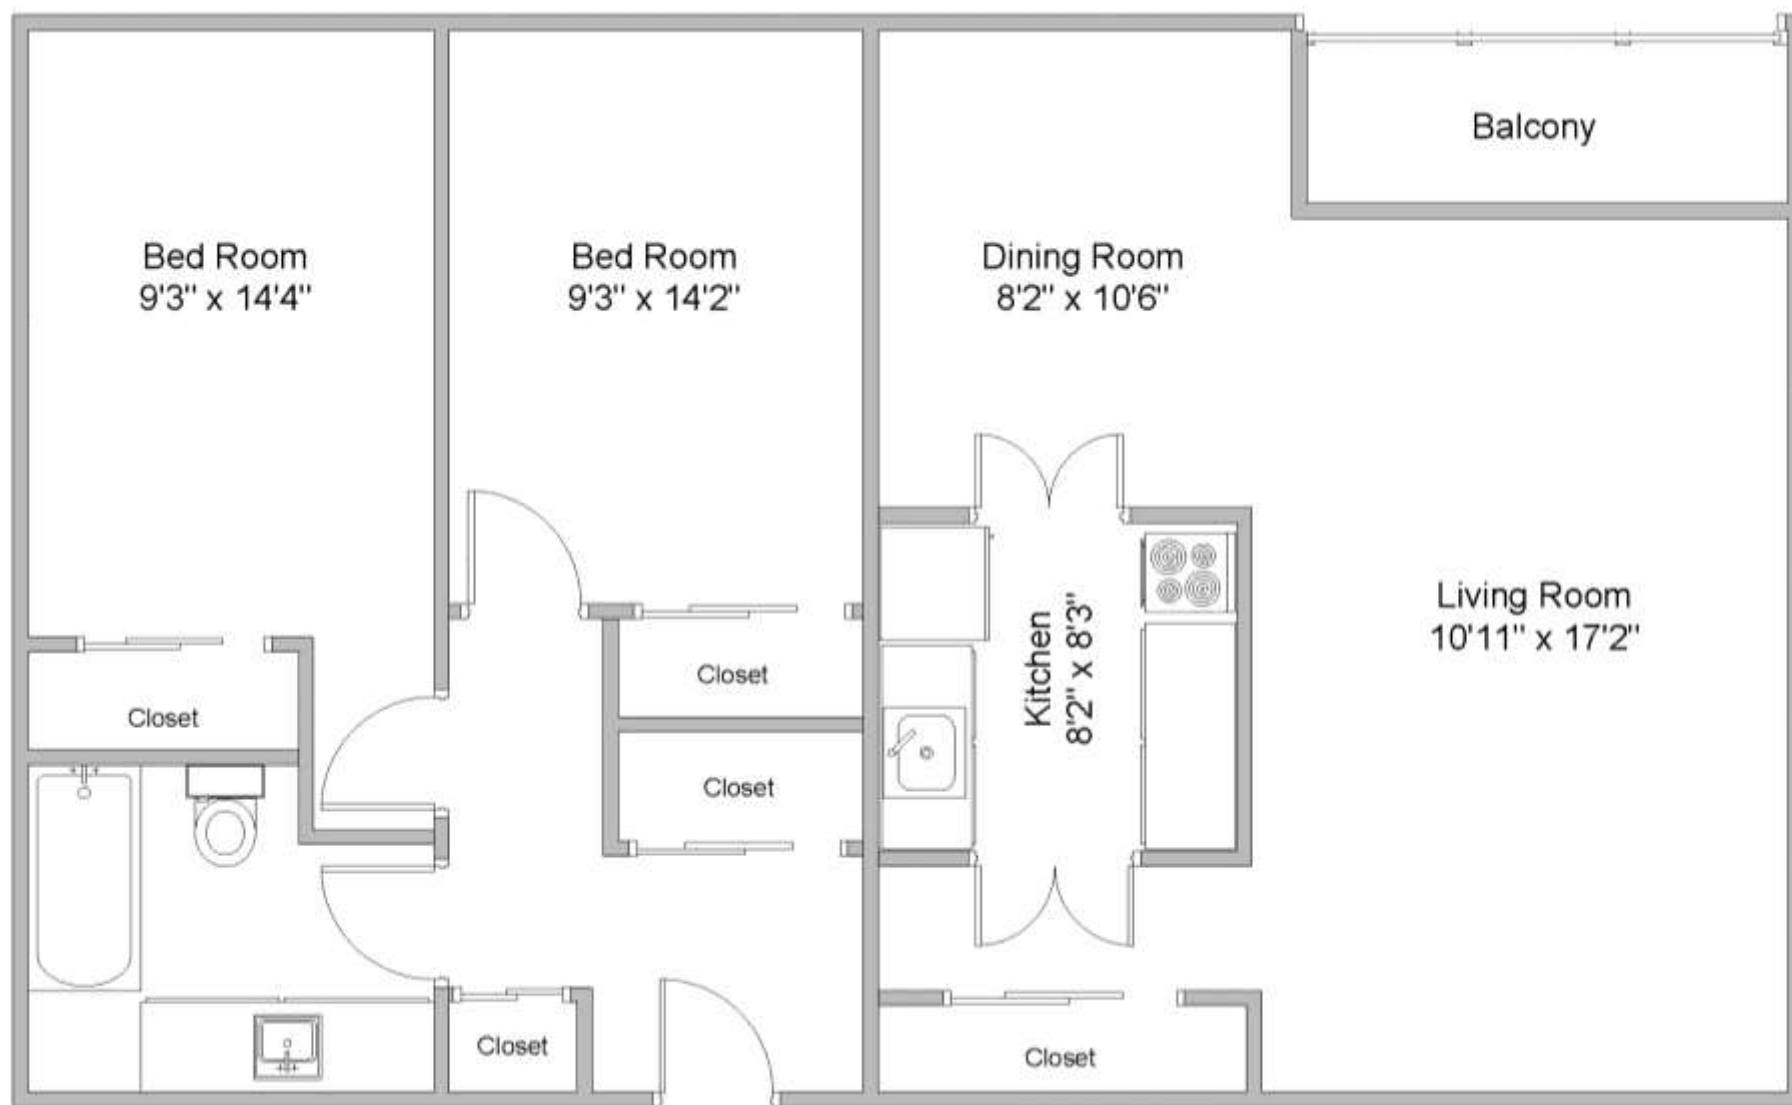 Balcony
Bed Room
9'3" x 14'4"
Bed Room
9'3" x 14'2"
Dining Room
8'2" x 10'6"
Living Room
10'11" x 17'2"
Kitchen
8'2" x 8'3"
Closet
Closet
Closet
Closet
Closet